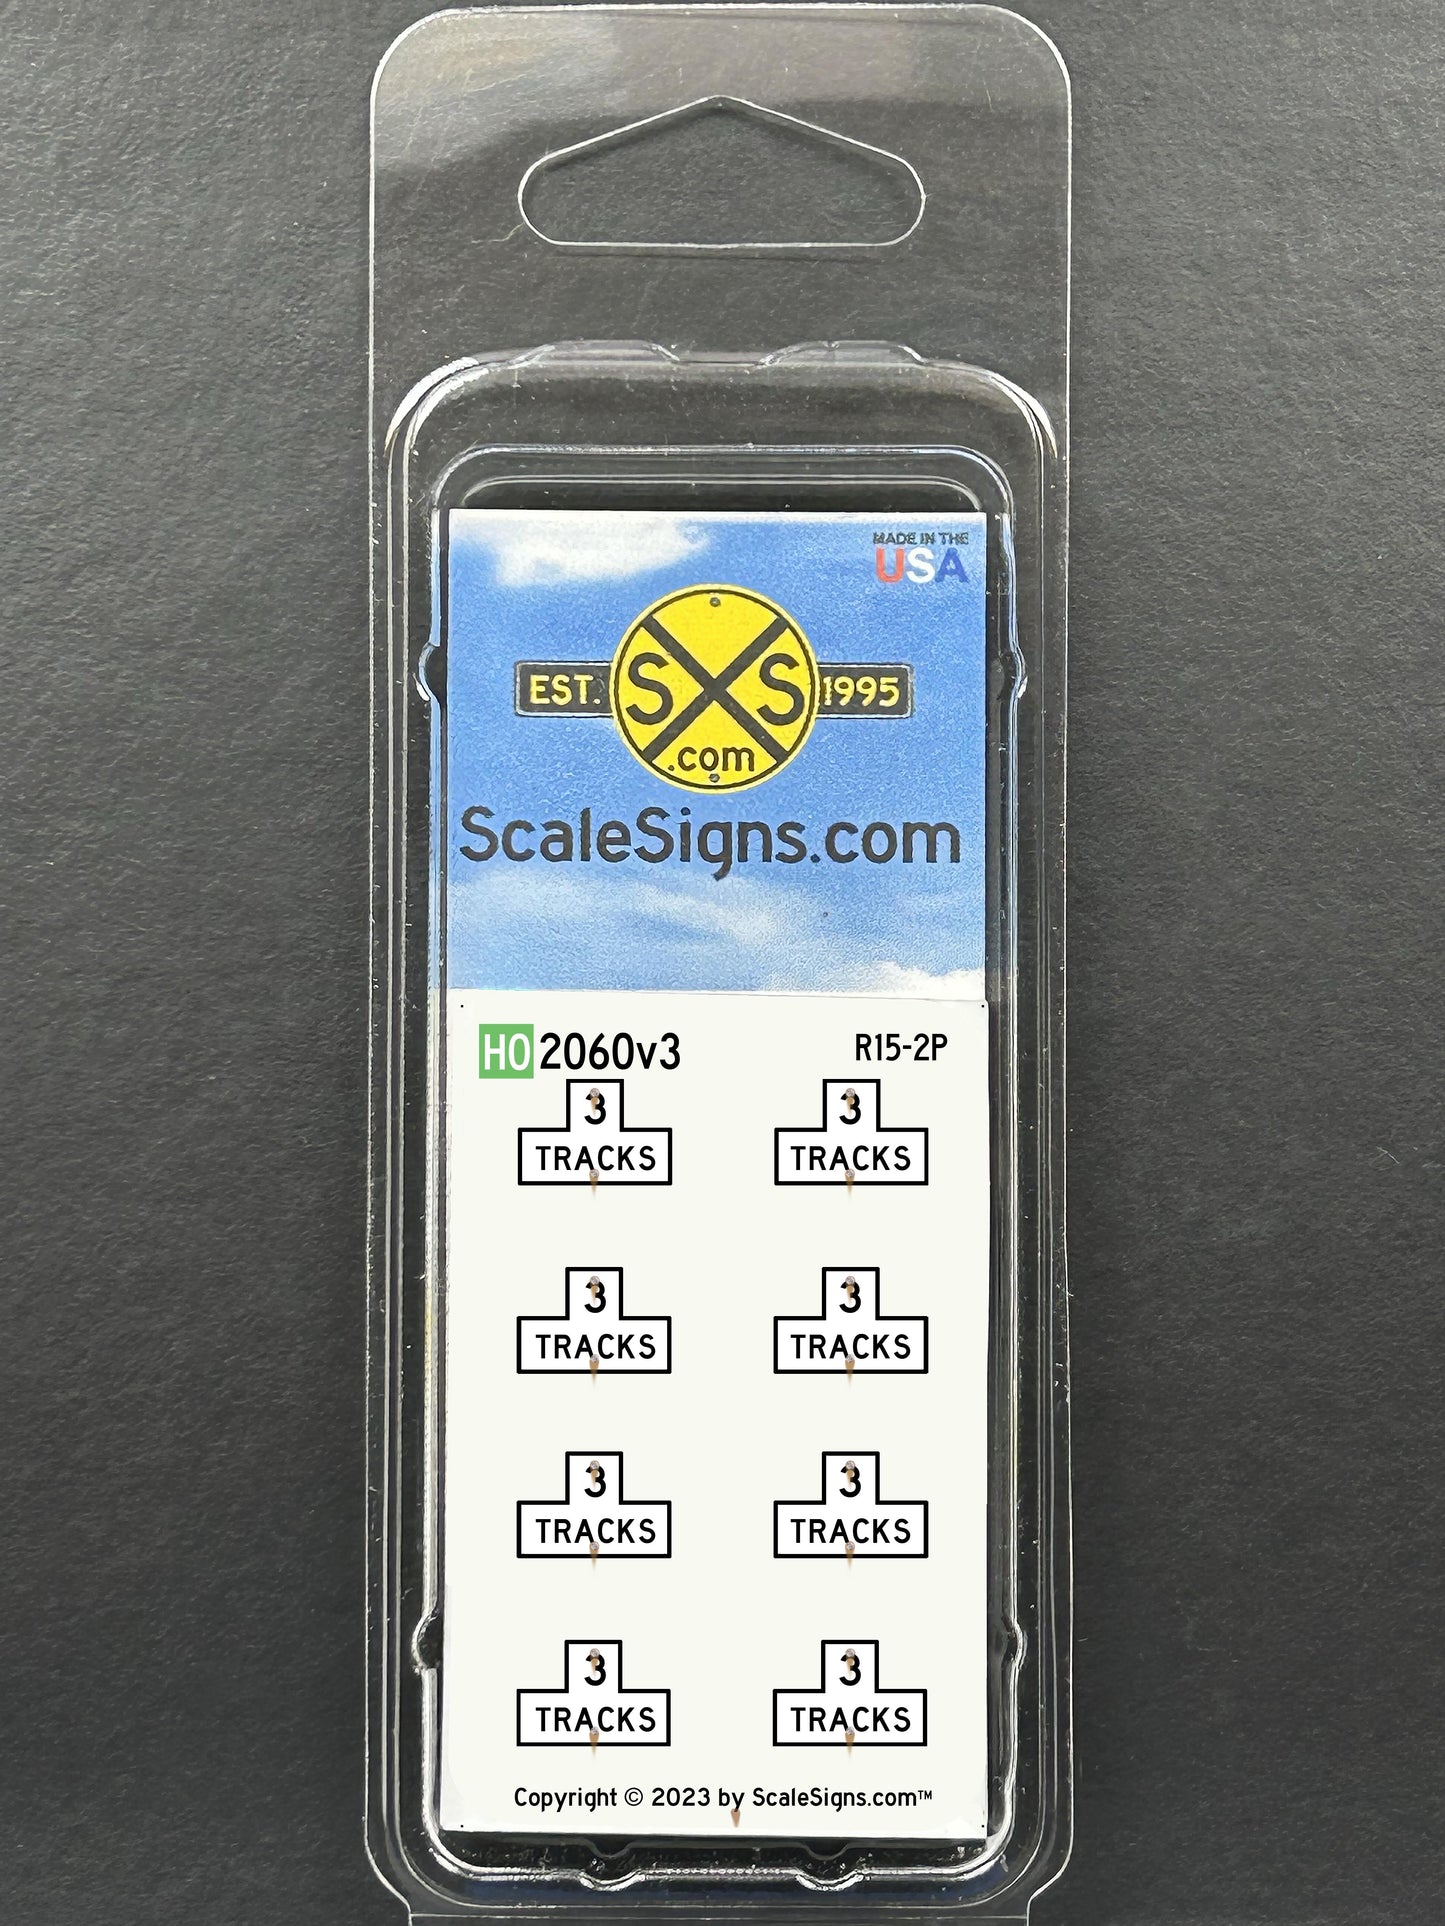 MADE IN THE
USA
EST. SXS 1995
.com
ScaleSigns.com
HO 2060v3 R15-2P
3 3
TRACKS TRACKS
3 3
TRACKS TRACKS
3 3
TRACKS TRACKS
3 3
TRACKS TRACKS
Copyright © 2023 by ScaleSigns.com™